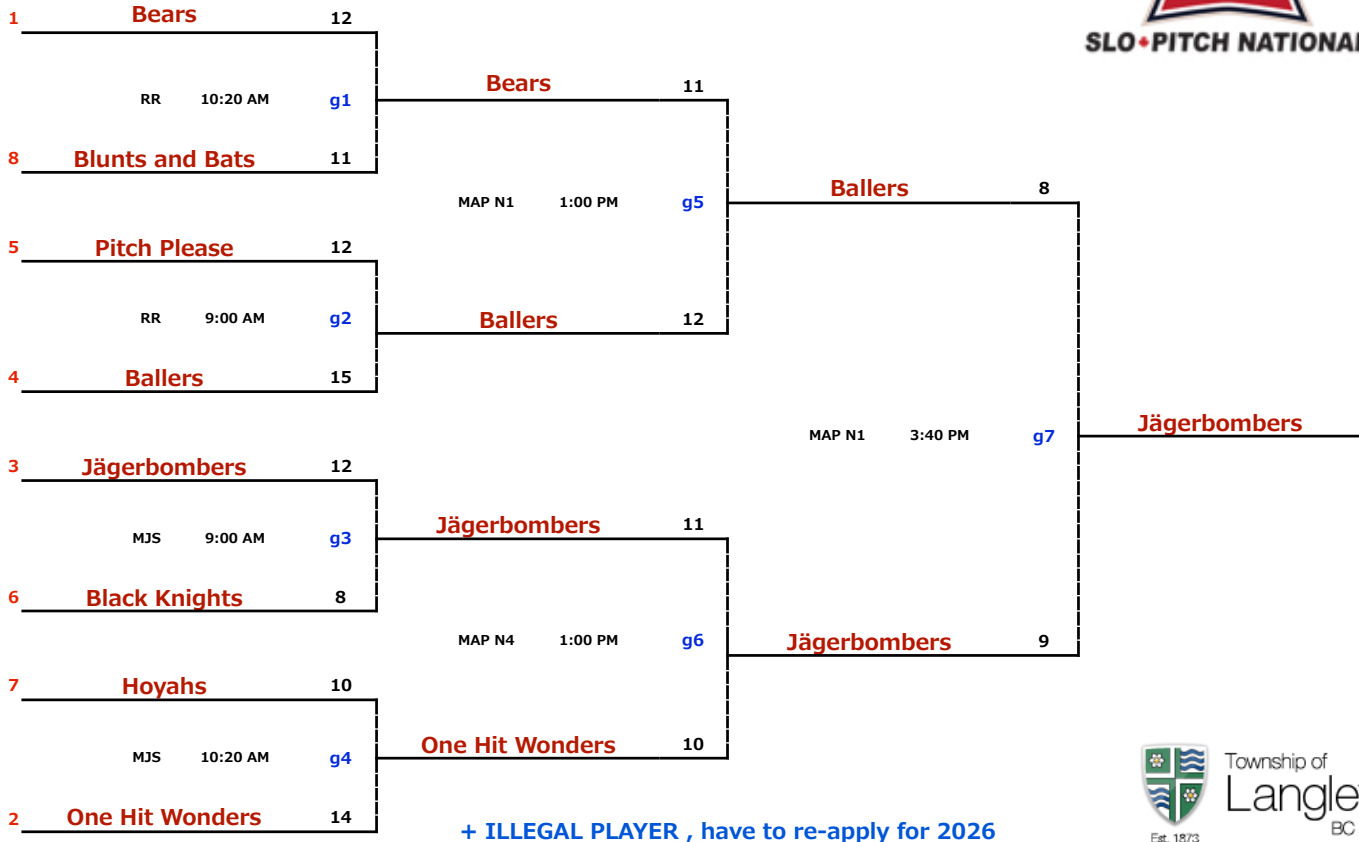 1 Bears 12
SLO PITCH NATIONAL
RR 10:20 AM g1
Bears 11
8 Blunts and Bats 11
MAP N1 1:00 PM g5
Ballers 8
5 Pitch Please 12
RR 9:00 AM g2
Ballers 12
4 Ballers 15
MAP N1 3:40 PM g7
Jägerbombers
3 Jägerbombers 12
MJS 9:00 AM g3
Jägerbombers 11
6 Black Knights 8
MAP N4 1:00 PM g6
Jägerbombers 9
7 Hoyahs 10
MJS 10:20 AM g4
One Hit Wonders 10
2 One Hit Wonders 14
+ ILLEGAL PLAYER , have to re-apply for 2026
Township of
Langle
BC
Est. 1873